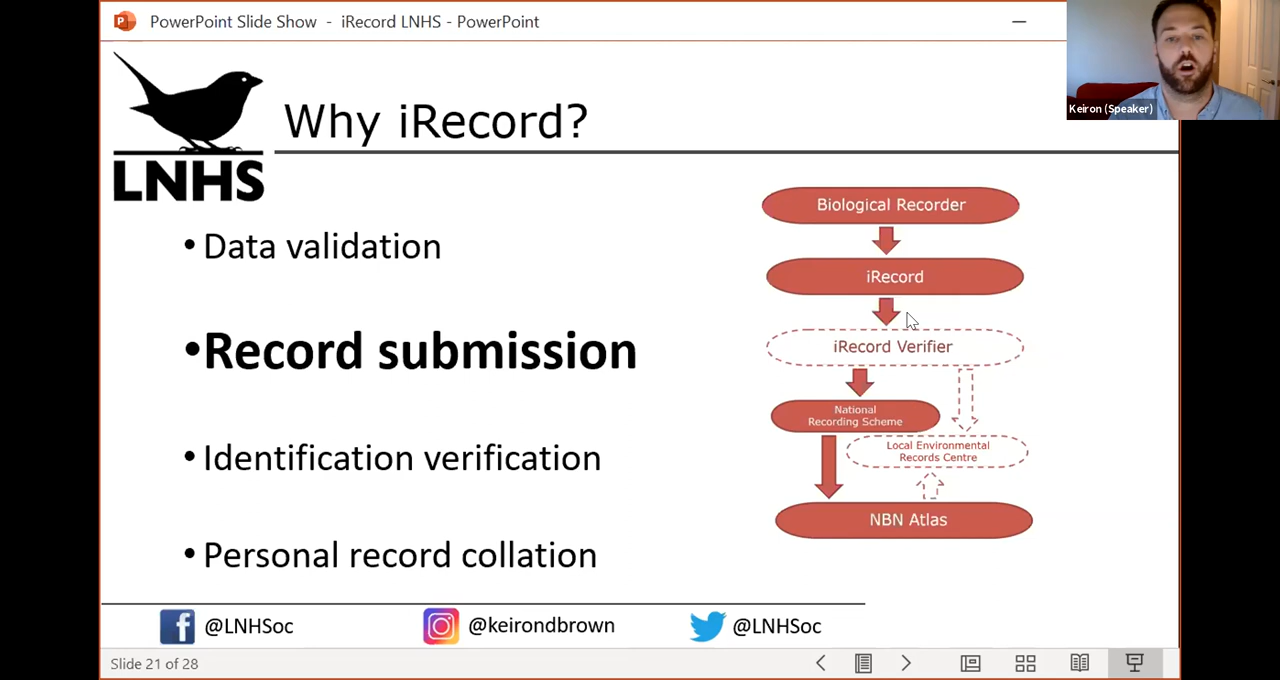 PowerPoint Slide Show - iRecord LNHS - PowerPoint
Keiron (Speaker)
LNHS
Why iRecord?
• Data validation
•Record submission
• Identification verification
• Personal record collation
Biological Recorder
iRecord
iRecord Verifier
National
Recording Scheme
Local Environmental
Records Centre
NBN Atlas
@LNHSoc
@keirondbrown
@LNHSoc
Slide 21 of 28